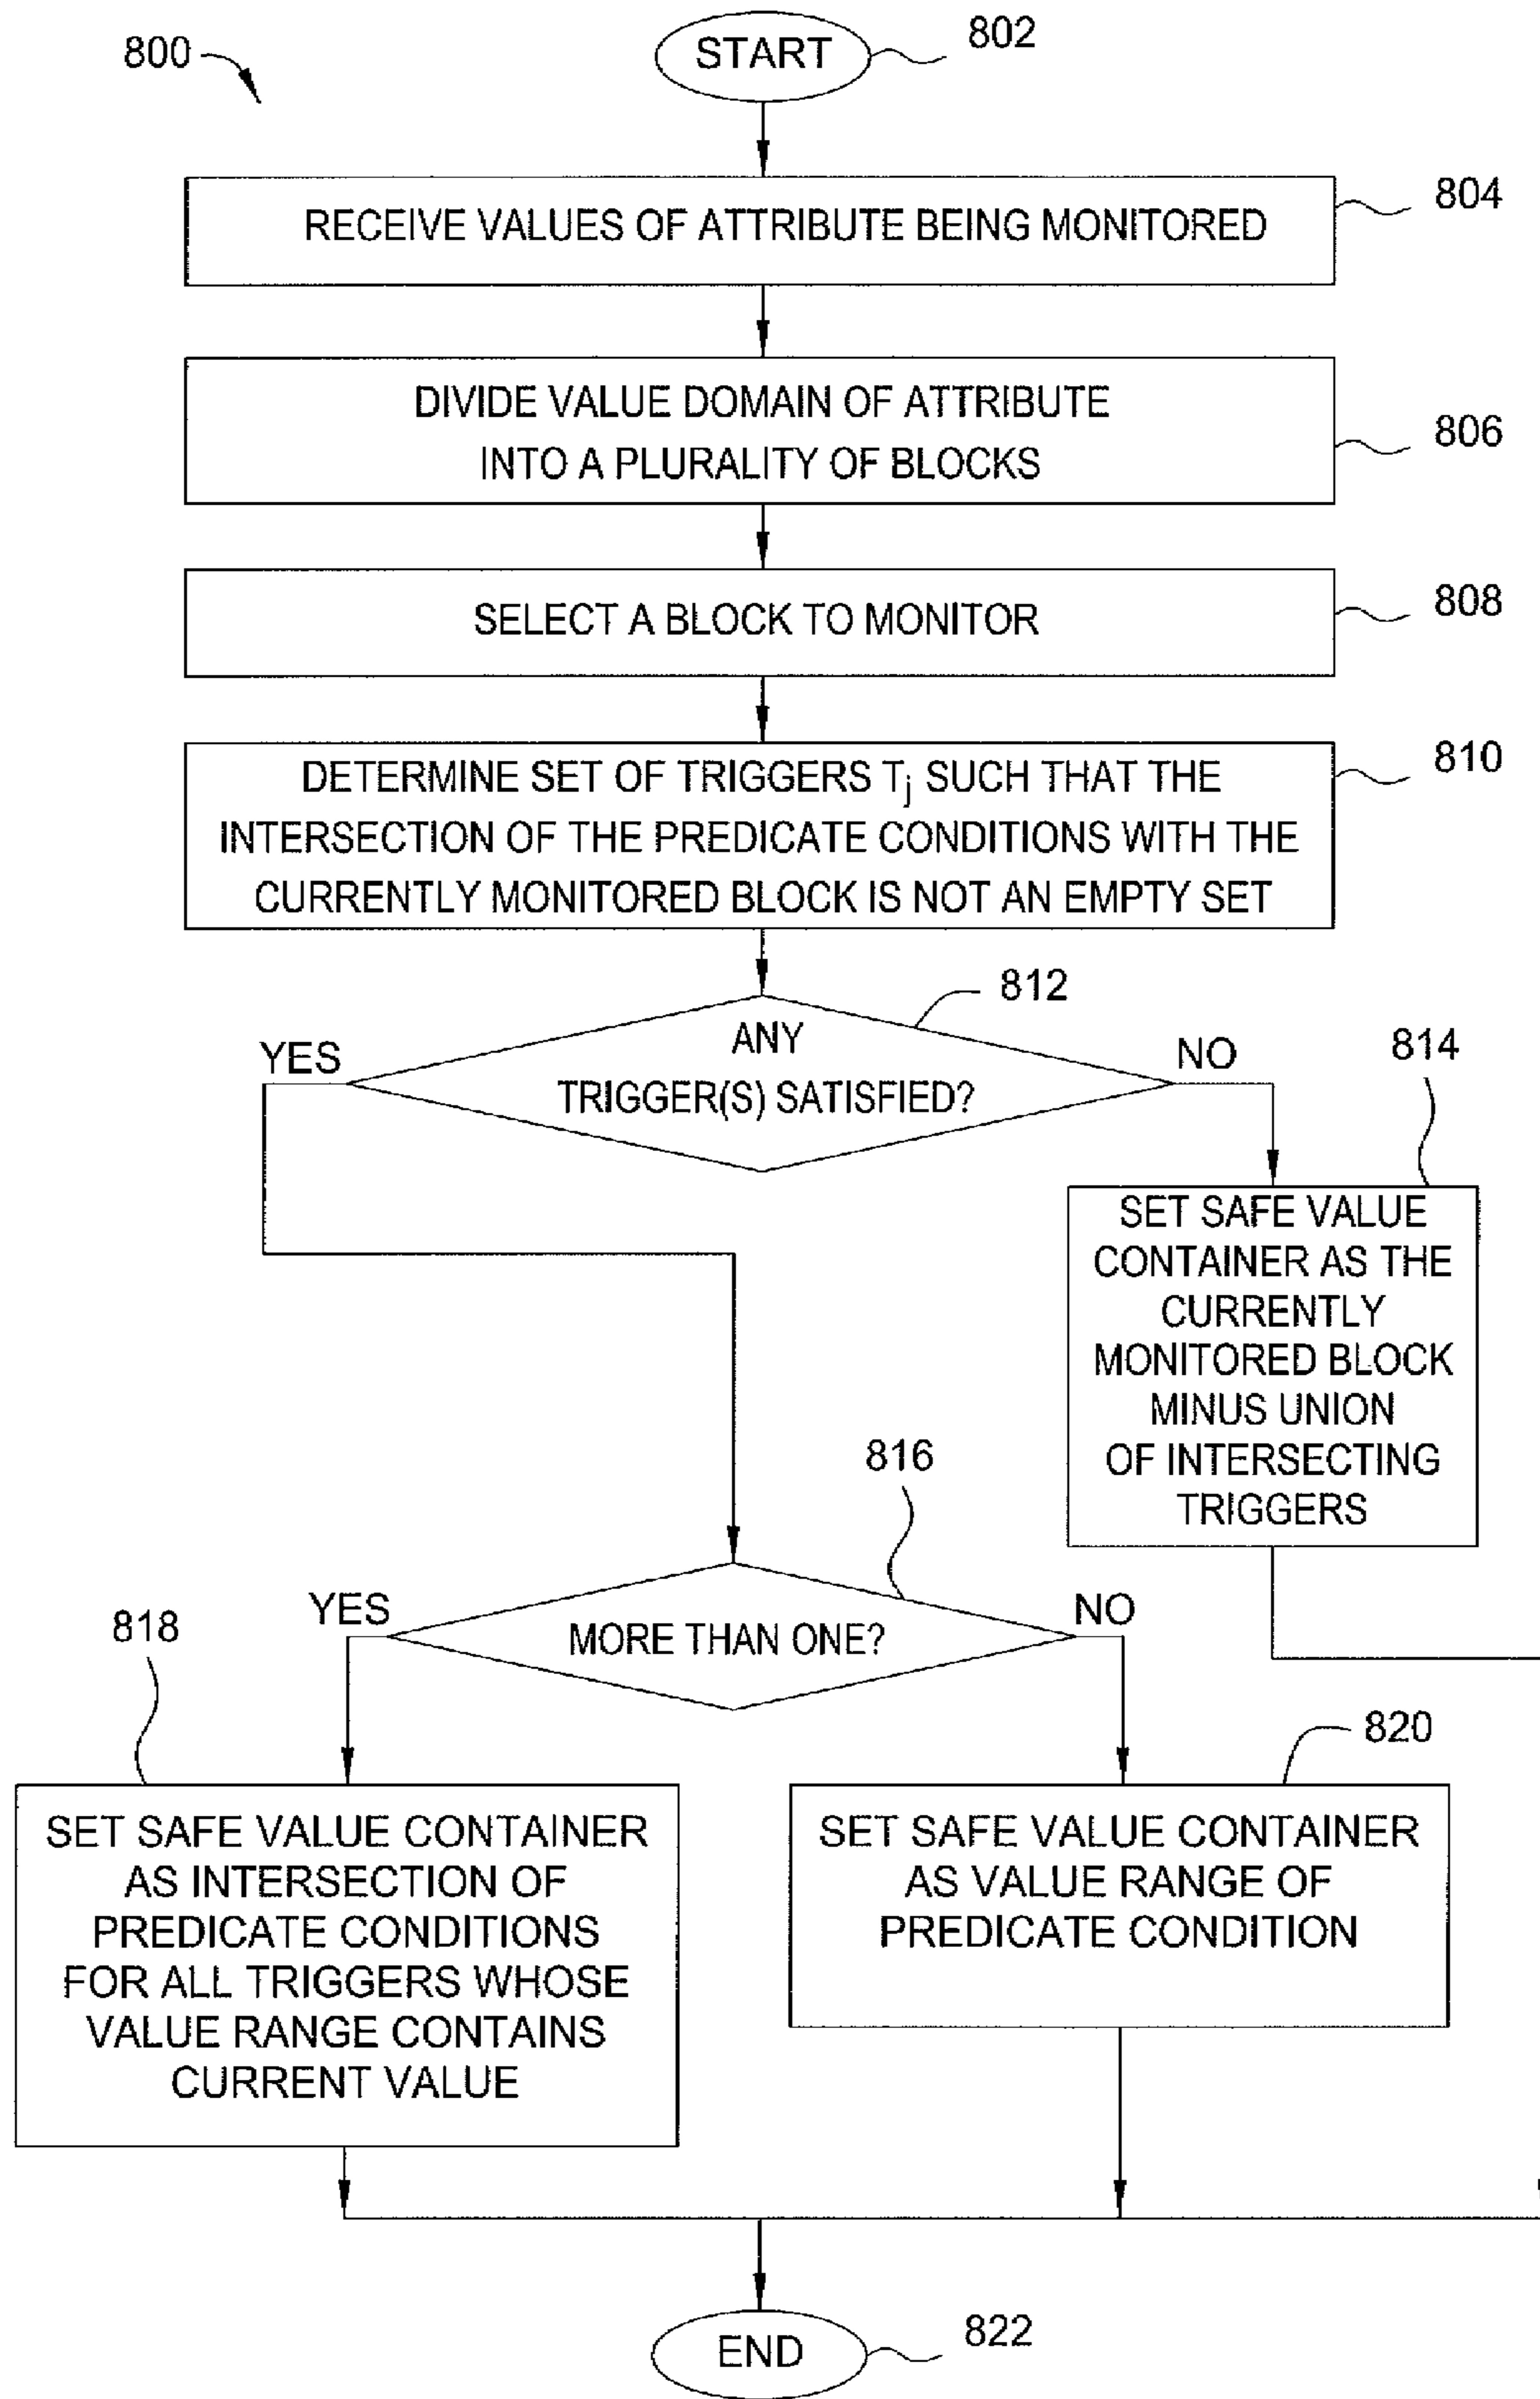 800
START
802
RECEIVE VALUES OF ATTRIBUTE BEING MONITORED
804
DIVIDE VALUE DOMAIN OF ATTRIBUTE
INTO A PLURALITY OF BLOCKS
806
SELECT A BLOCK TO MONITOR
808
DETERMINE SET OF TRIGGERS Tj SUCH THAT THE
INTERSECTION OF THE PREDICATE CONDITIONS WITH THE
CURRENTLY MONITORED BLOCK IS NOT AN EMPTY SET
810
812
ANY
TRIGGER(S) SATISFIED?
YES
NO
814
SET SAFE VALUE
CONTAINER AS THE
CURRENTLY
MONITORED BLOCK
MINUS UNION
OF INTERSECTING
TRIGGERS
816
MORE THAN ONE?
YES
NO
818
SET SAFE VALUE CONTAINER
AS INTERSECTION OF
PREDICATE CONDITIONS
FOR ALL TRIGGERS WHOSE
VALUE RANGE CONTAINS
CURRENT VALUE
820
SET SAFE VALUE CONTAINER
AS VALUE RANGE OF
PREDICATE CONDITION
END
822